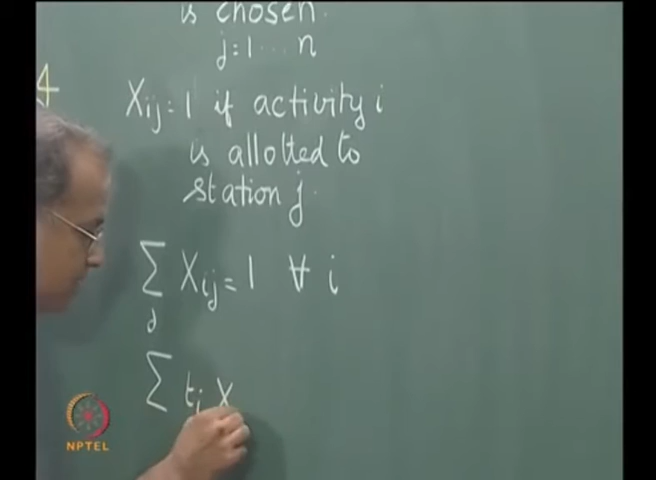 is chosen.
j=1...n
4
Xij=1 if activity i
is allotted to
station j.
∑ Xij=1 ∀ i
j
∑ ti X
NPTEL